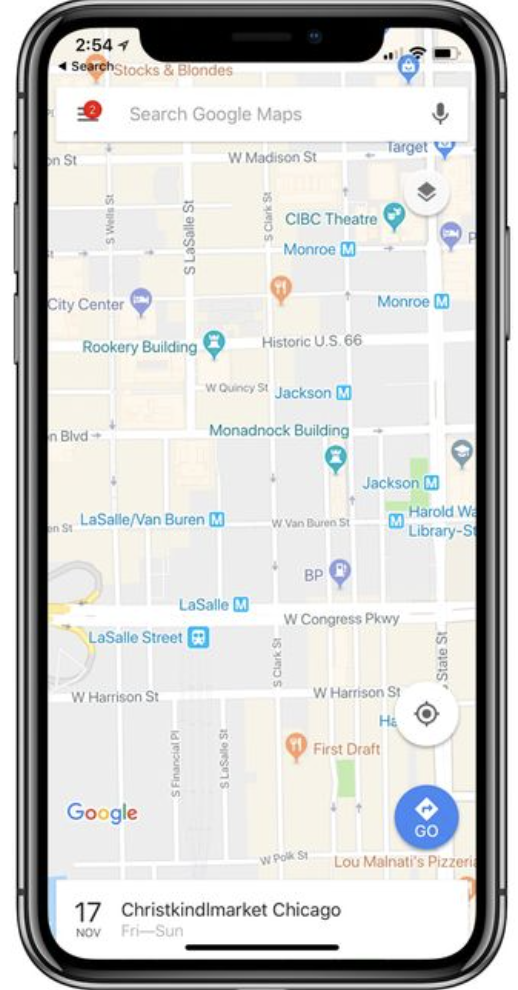 2:54
Search
Stocks & Blondes
2
Search Google Maps
Target
on St
W Madison St
S Wells St
S LaSalle St
S Clark St
CIBC Theatre
Monroe M
P
City Center
Monroe M
Rookery Building
Historic U.S. 66
W Quincy St
Jackson M
n Blvd
Monadnock Building
Jackson M
LaSalle/Van Buren M
en St
W Van Buren St
M Harold Wa
Library-St
BP
LaSalle M
W Congress Pkwy
LaSalle Street
S Clark St
State St
W Harrison St
W Harrison St
Ha
S Financial Pl
S LaSalle St
First Draft
Google
GO
W Polk St
Lou Malnati's Pizzeria
17
NOV
ChristkindImarket Chicago
Fri—Sun